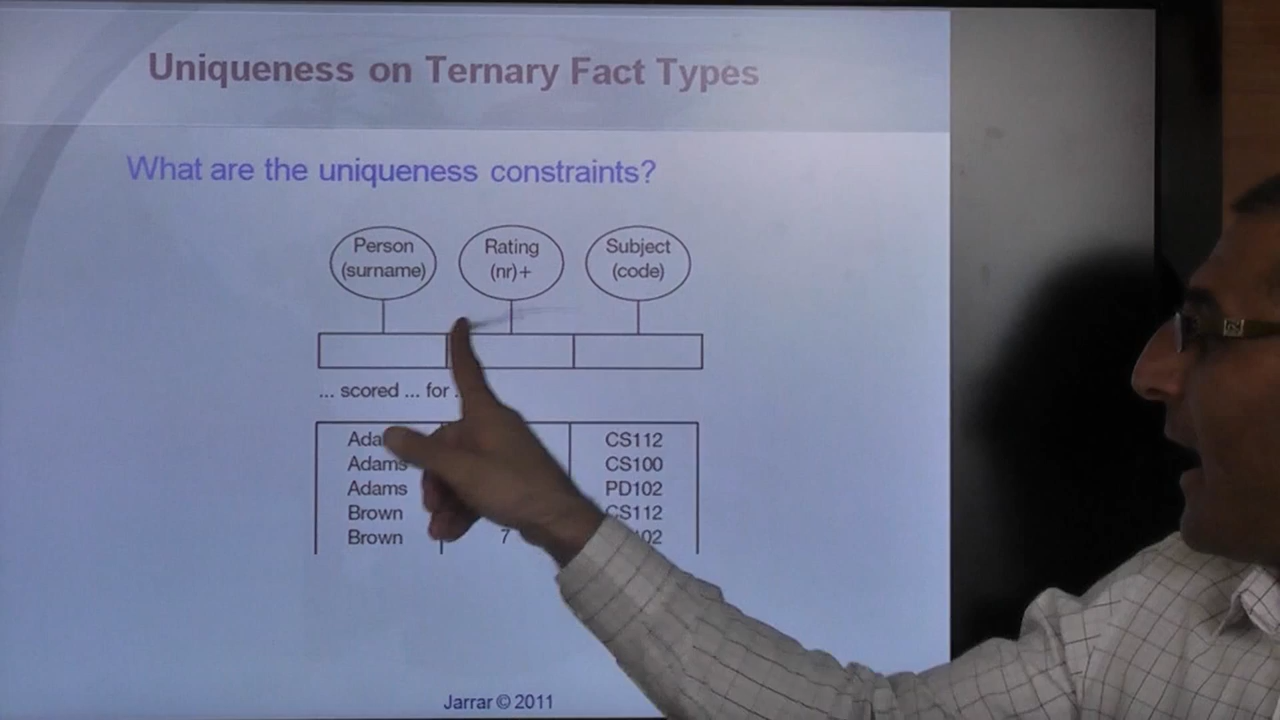 Uniqueness on Ternary Fact Types
What are the uniqueness constraints?
Person Rating Subject
(surname) (nr)+ (code)
... scored ... for .
CS112
Adams CS100
Adams PD102
Brown CS112
Brown 7
Jarrar © 2011